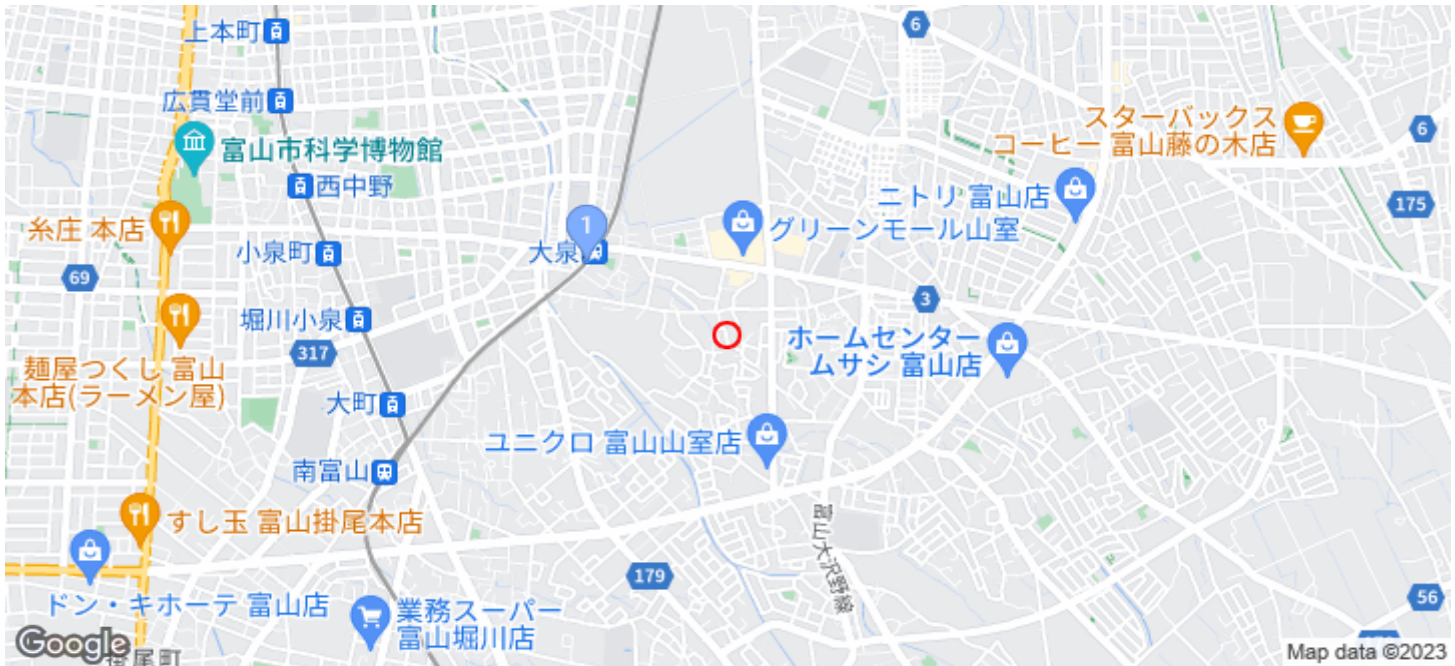 上本町
6
広貫堂前
スターバックス
コーヒー 富山藤の木店
6
富山市科学博物館
西中野
ニトリ 富山店
175
糸庄 本店
1
グリーンモール山室
小泉町
大泉
69
3
堀川小泉
317
ホームセンター
ムサシ 富山店
麺屋つくし 富山
本店(ラーメン屋)
大町
ユニクロ 富山山室店
南富山
すし玉 富山掛尾本店
富山大沢野線
179
ドン・キホーテ 富山店
業務スーパー
富山堀川店
56
Google
掛尾町
Map data ©2023